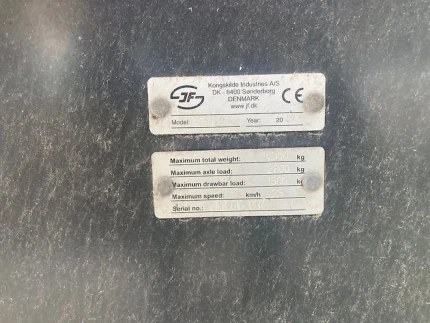 JF
Kongskilde Industries A/S
DK - 6400 Sønderborg
DENMARK
www.jf.dk
CE
Model: Year: 20
Maximum total weight: kg
Maximum axle load: kg
Maximum drawbar load: kg
Maximum speed: km/h
Serial no.: